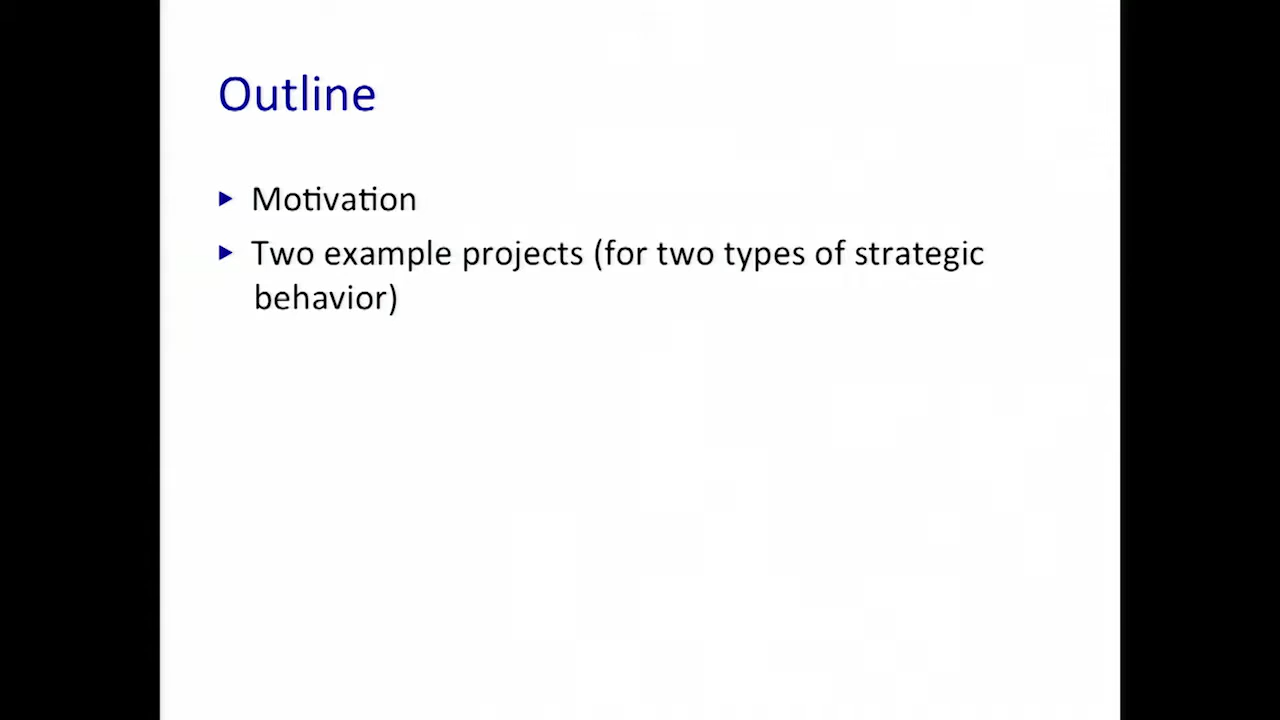 Outline
Motivation
Two example projects (for two types of strategic
behavior)